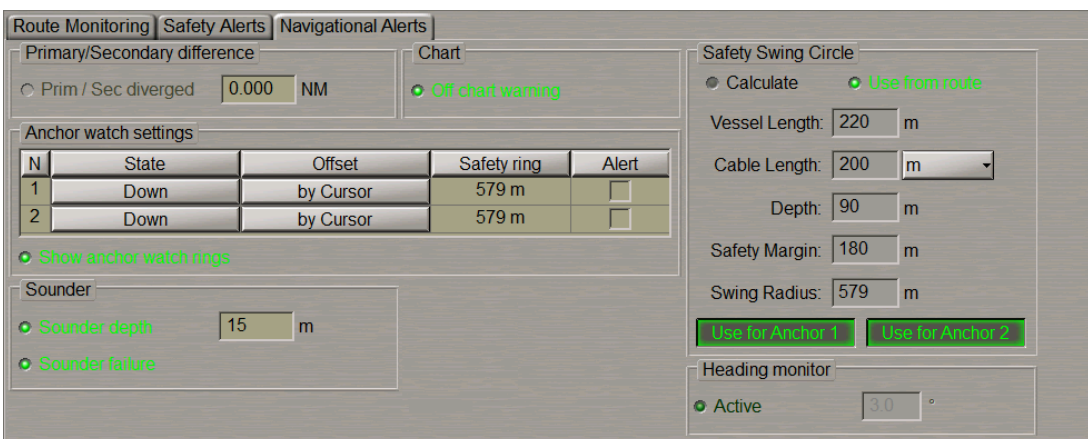 Route Monitoring Safety Alerts Navigational Alerts
Primary/Secondary difference
Prim / Sec diverged 0.000 NM
Chart
Off chart warning
Anchor watch settings
N State Offset Safety ring Alert
1 Down by Cursor 579 m
2 Down by Cursor 579 m
Show anchor watch rings
Sounder
Sounder depth 15 m
Sounder failure
Safety Swing Circle
Calculate Use from route
Vessel Length: 220 m
Cable Length: 200 m
Depth: 90 m
Safety Margin: 180 m
Swing Radius: 579 m
Use for Anchor 1 Use for Anchor 2
Heading monitor
Active 3.0 °